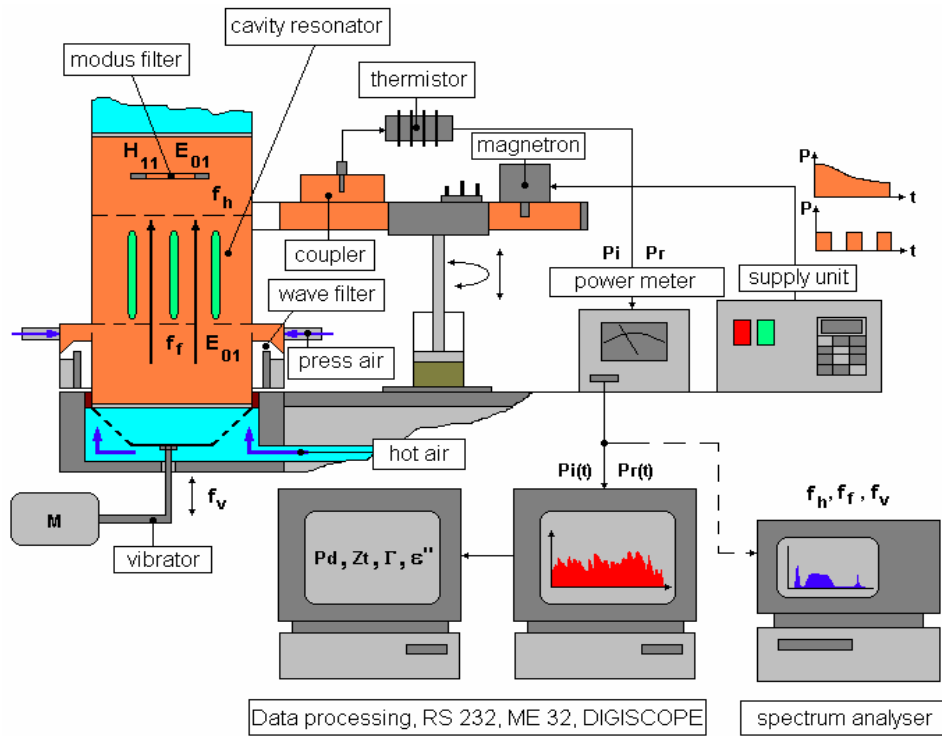 cavity resonator
modus filter
thermistor
magnetron
H11 E01
fh
P
t
P
t
coupler
Pi Pr
wave filter
power meter
supply unit
ff E01
press air
hot air
fv
M
vibrator
Pi(t) Pr(t)
fh, ff, fv
Pd, Zt, Γ, ε"
Data processing, RS 232, ME 32, DIGISCOPE
spectrum analyser